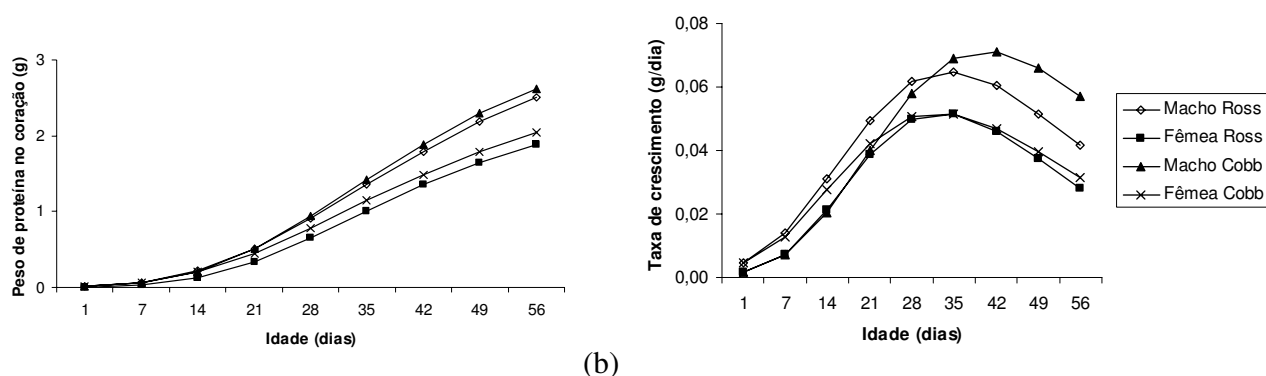 Peso de proteína no coração (g)
3
2
1
0
1 7 14 21 28 35 42 49 56
Idade (dias)
(b)
Taxa de crescimento (g/dia)
0,08
0,06
0,04
0,02
0,00
1 7 14 21 28 35 42 49 56
Idade (dias)
Macho Ross
Fêmea Ross
Macho Cobb
Fêmea Cobb